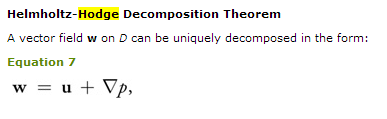 Helmholtz-Hodge Decomposition Theorem
A vector field w on D can be uniquely decomposed in the form:
Equation 7
w = u + ∇p,